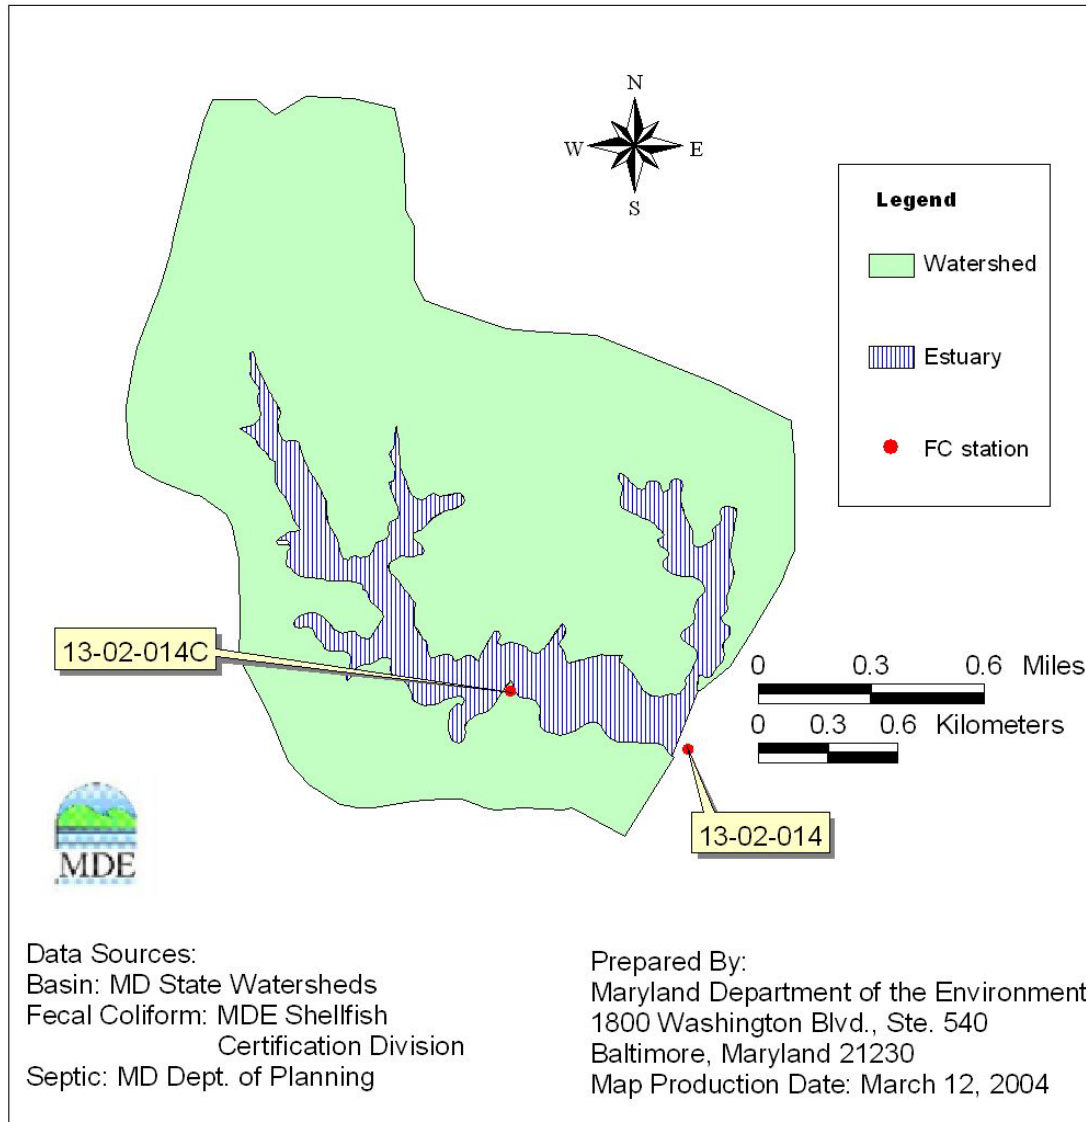 N
W E
S
Legend
Watershed
Estuary
FC station
13-02-014C
0 0.3 0.6 Miles
0 0.3 0.6 Kilometers
13-02-014
MDE
Data Sources:
Basin: MD State Watersheds
Fecal Coliform: MDE Shellfish
Certification Division
Septic: MD Dept. of Planning
Prepared By:
Maryland Department of the Environment
1800 Washington Blvd., Ste. 540
Baltimore, Maryland 21230
Map Production Date: March 12, 2004